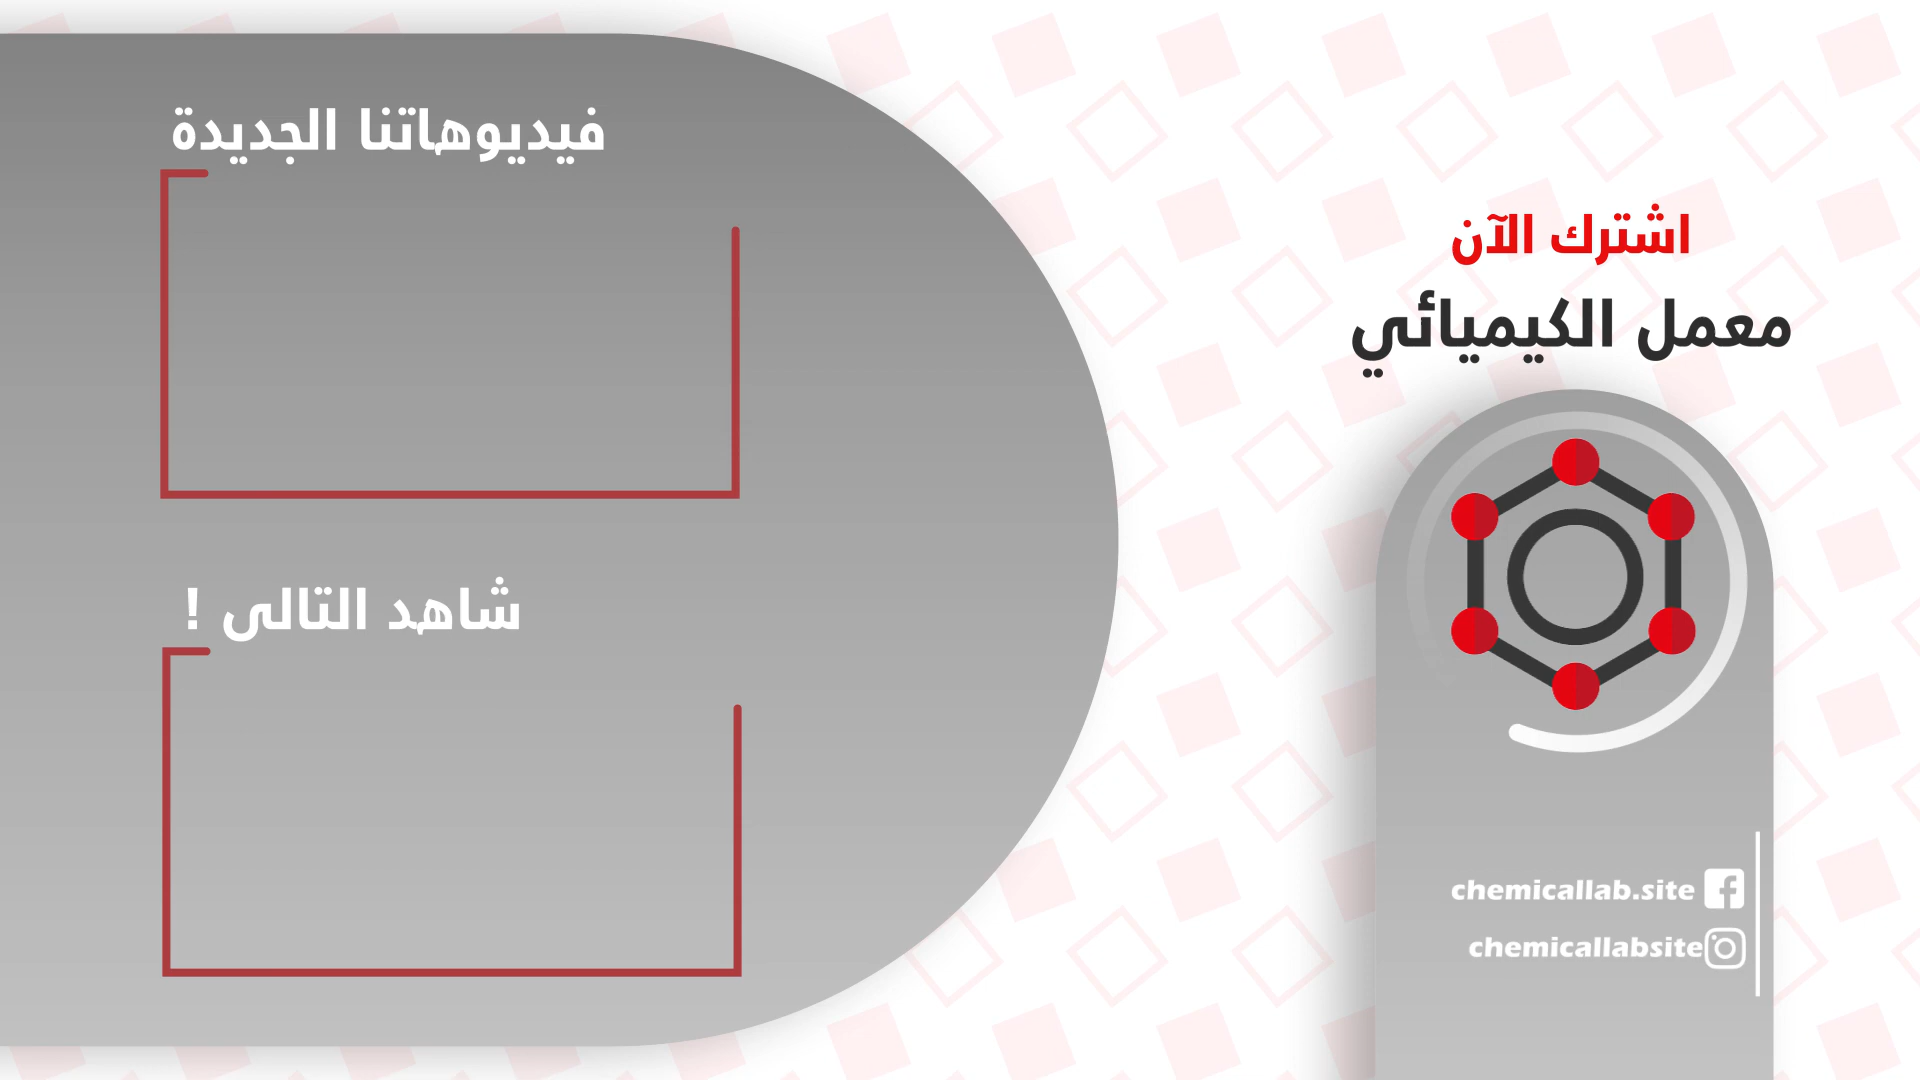 فيديوهاتنا الجديدة
شاهد التالى !
اشترك الآن
معمل الكيميائي
chemicallab.site
chemicallabsite